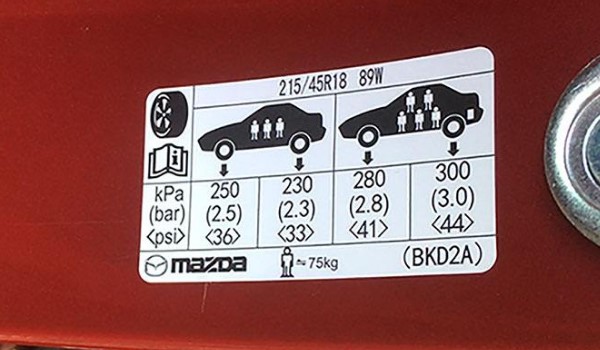 215/45R18 89W
kPa 250 230 280 300
(bar) (2.5) (2.3) (2.8) (3.0)
<psi> <36> <33> <41> <44>
mazda ≈75kg (BKD2A)